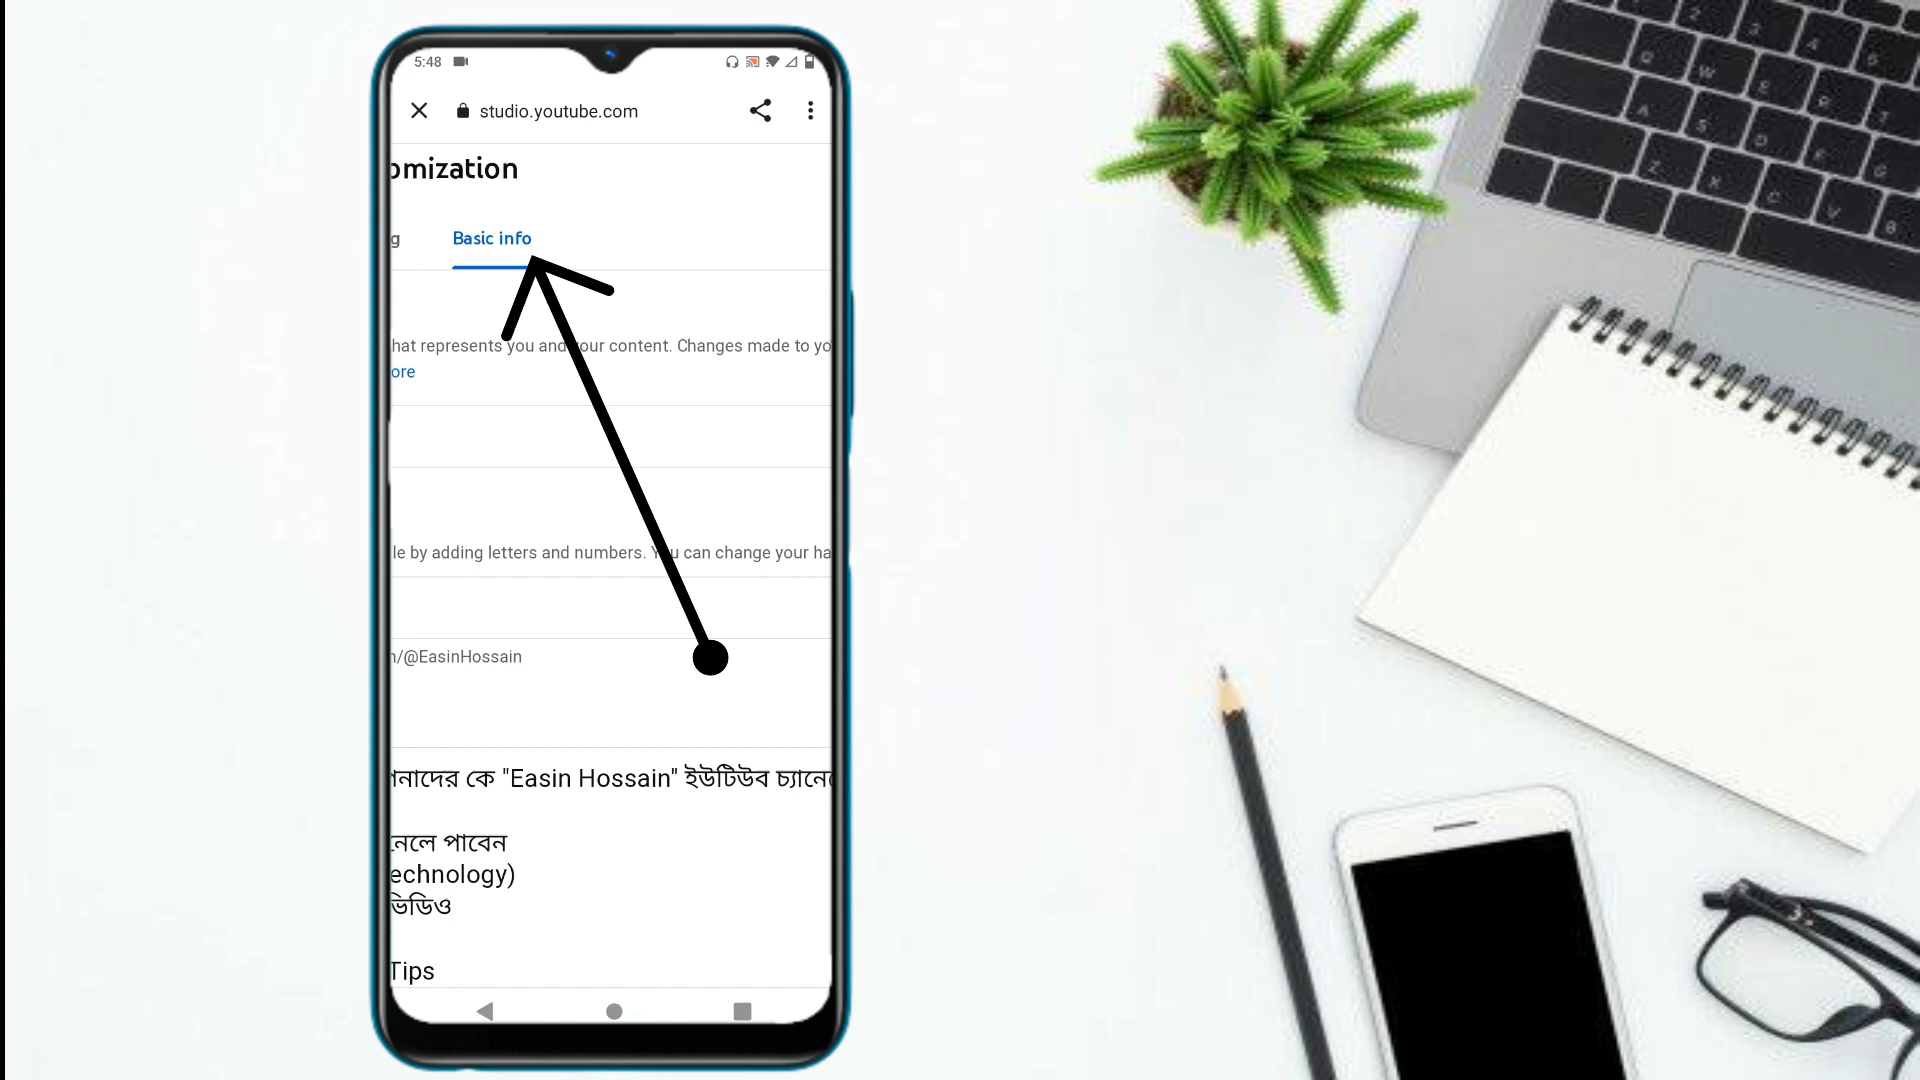 5:48
studio.youtube.com
omization
g Basic info
hat represents you and your content. Changes made to yo
ore
le by adding letters and numbers. You can change your ha
n/@EasinHossain
নাদের কে "Easin Hossain" ইউটিউব চ্যানে
নেলে পাবেন
echnology)
ভিডিও
Tips